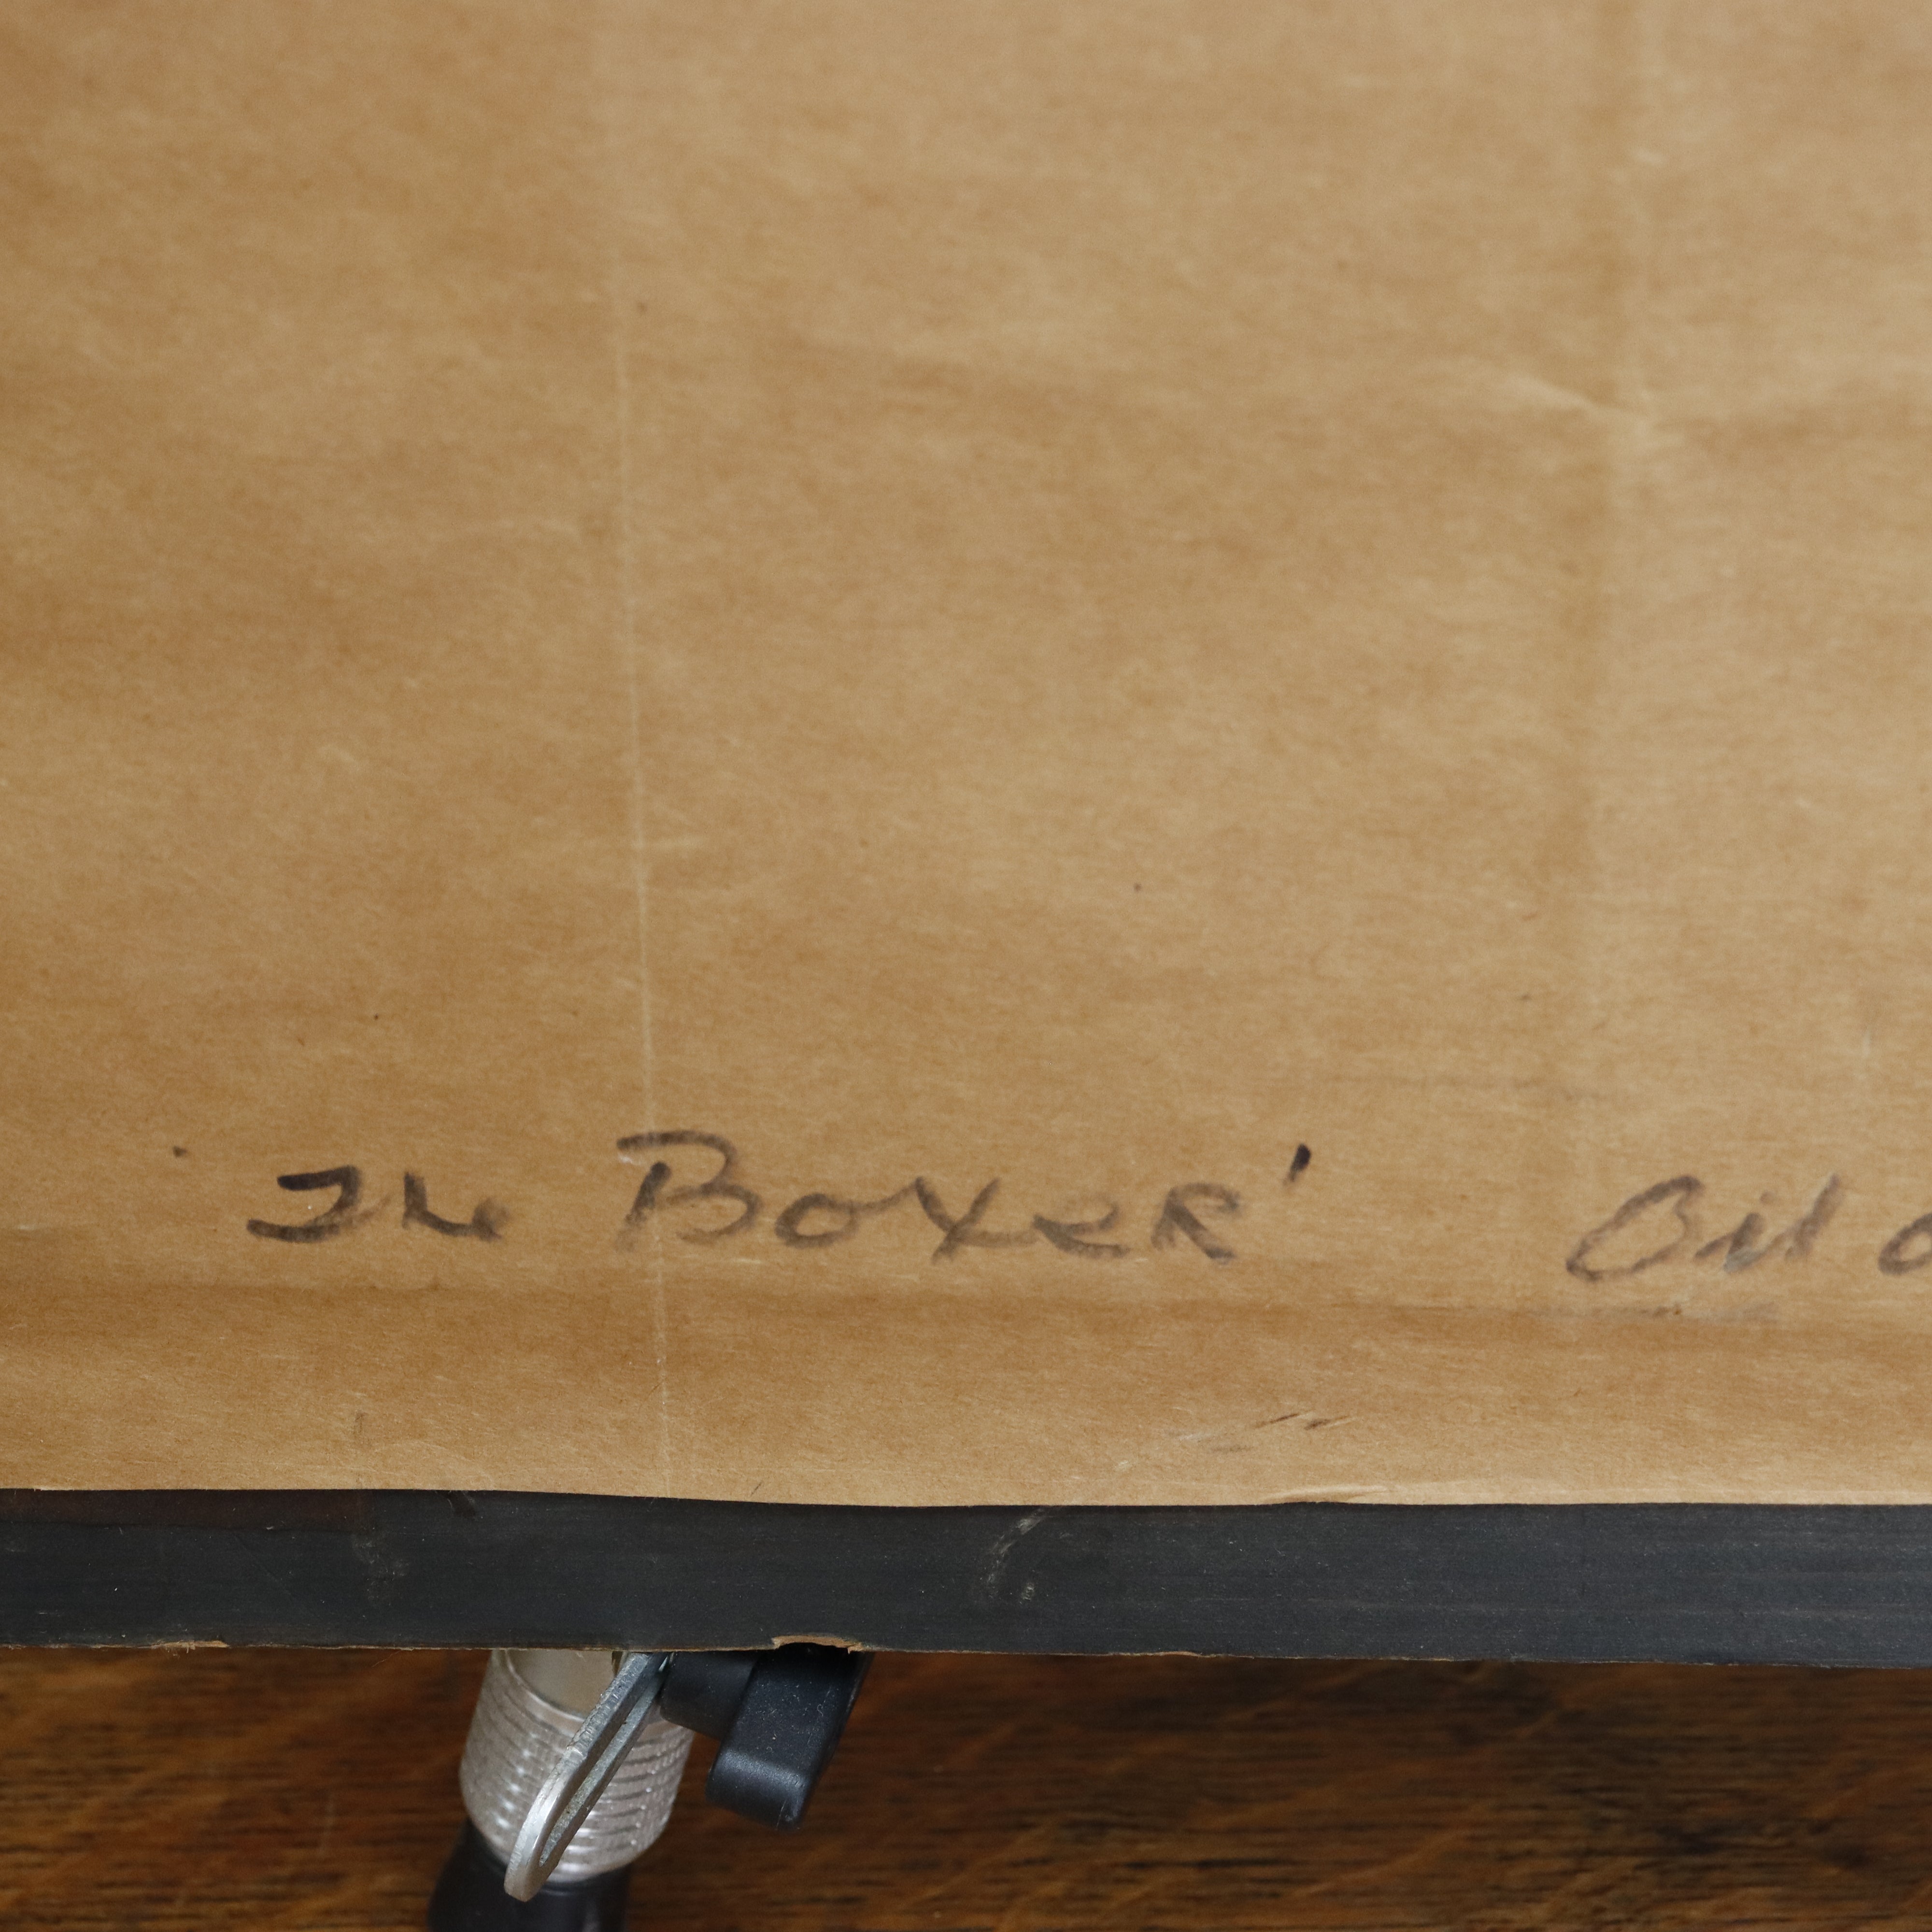 'The Boxer' Oil o